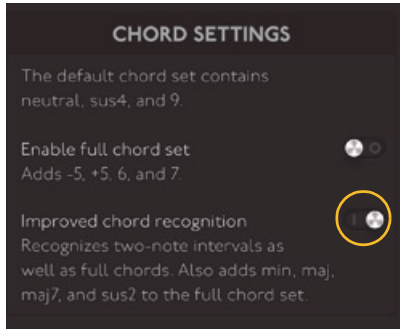 CHORD SETTINGS
The default chord set contains
neutral, sus4, and 9.
Enable full chord set
Adds -5, +5, 6, and 7.
Improved chord recognition
Recognizes two-note intervals as
well as full chords. Also adds min, maj,
maj7, and sus2 to the full chord set.